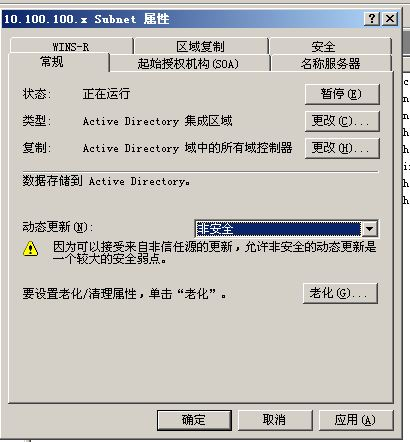 10.100.100.x Subnet 属性
WINS-R
区域复制
安全
常规
起始授权机构(SOA)
名称服务器
状态:
正在运行
暂停(E)
类型:
Active Directory 集成区域
更改(C)...
复制:
Active Directory 域中的所有域控制器
更改(H)...
数据存储到 Active Directory。
动态更新(N):
非安全
因为可以接受来自非信任源的更新,允许非安全的动态更新是
一个较大的安全弱点。
要设置老化/清理属性,单击“老化”。
老化(G)...
确定
取消
应用(A)